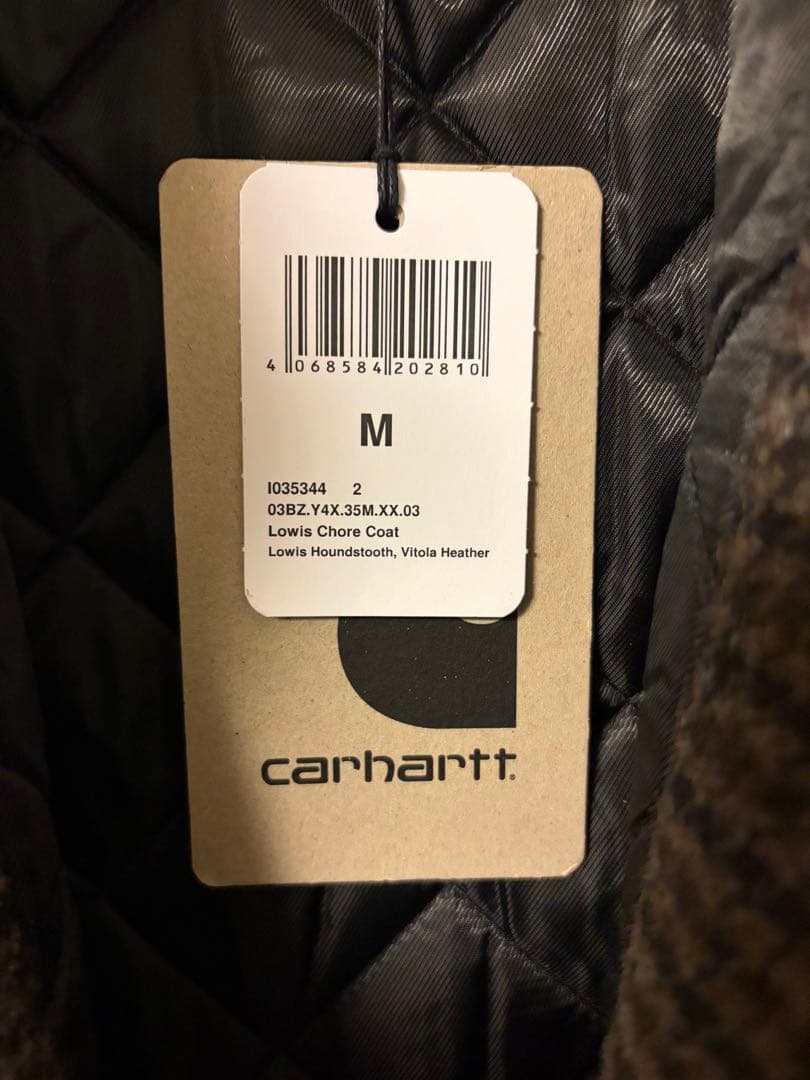 4 068584 202810
M
I035344 2
03BZ.Y4X.35M.XX.03
Lowis Chore Coat
Lowis Houndstooth, Vitola Heather
carhartt.